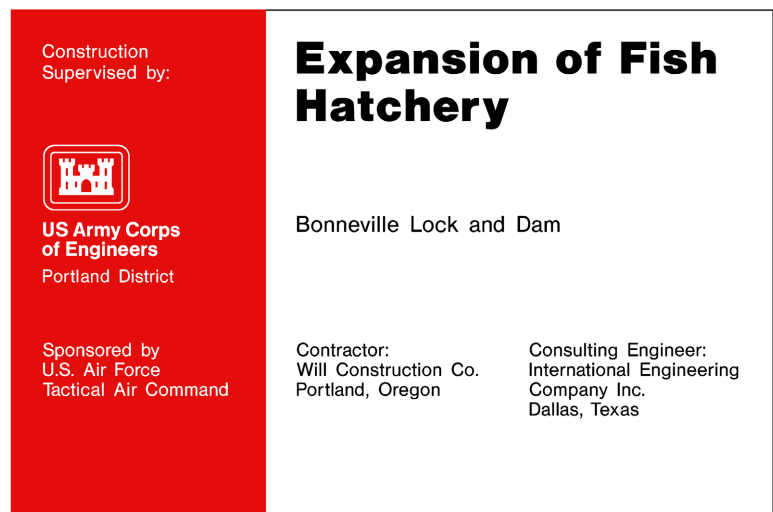 Construction
Supervised by:
US Army Corps
of Engineers
Portland District
Sponsored by
U.S. Air Force
Tactical Air Command
Expansion of Fish
Hatchery
Bonneville Lock and Dam
Contractor:
Will Construction Co.
Portland, Oregon
Consulting Engineer:
International Engineering
Company Inc.
Dallas, Texas